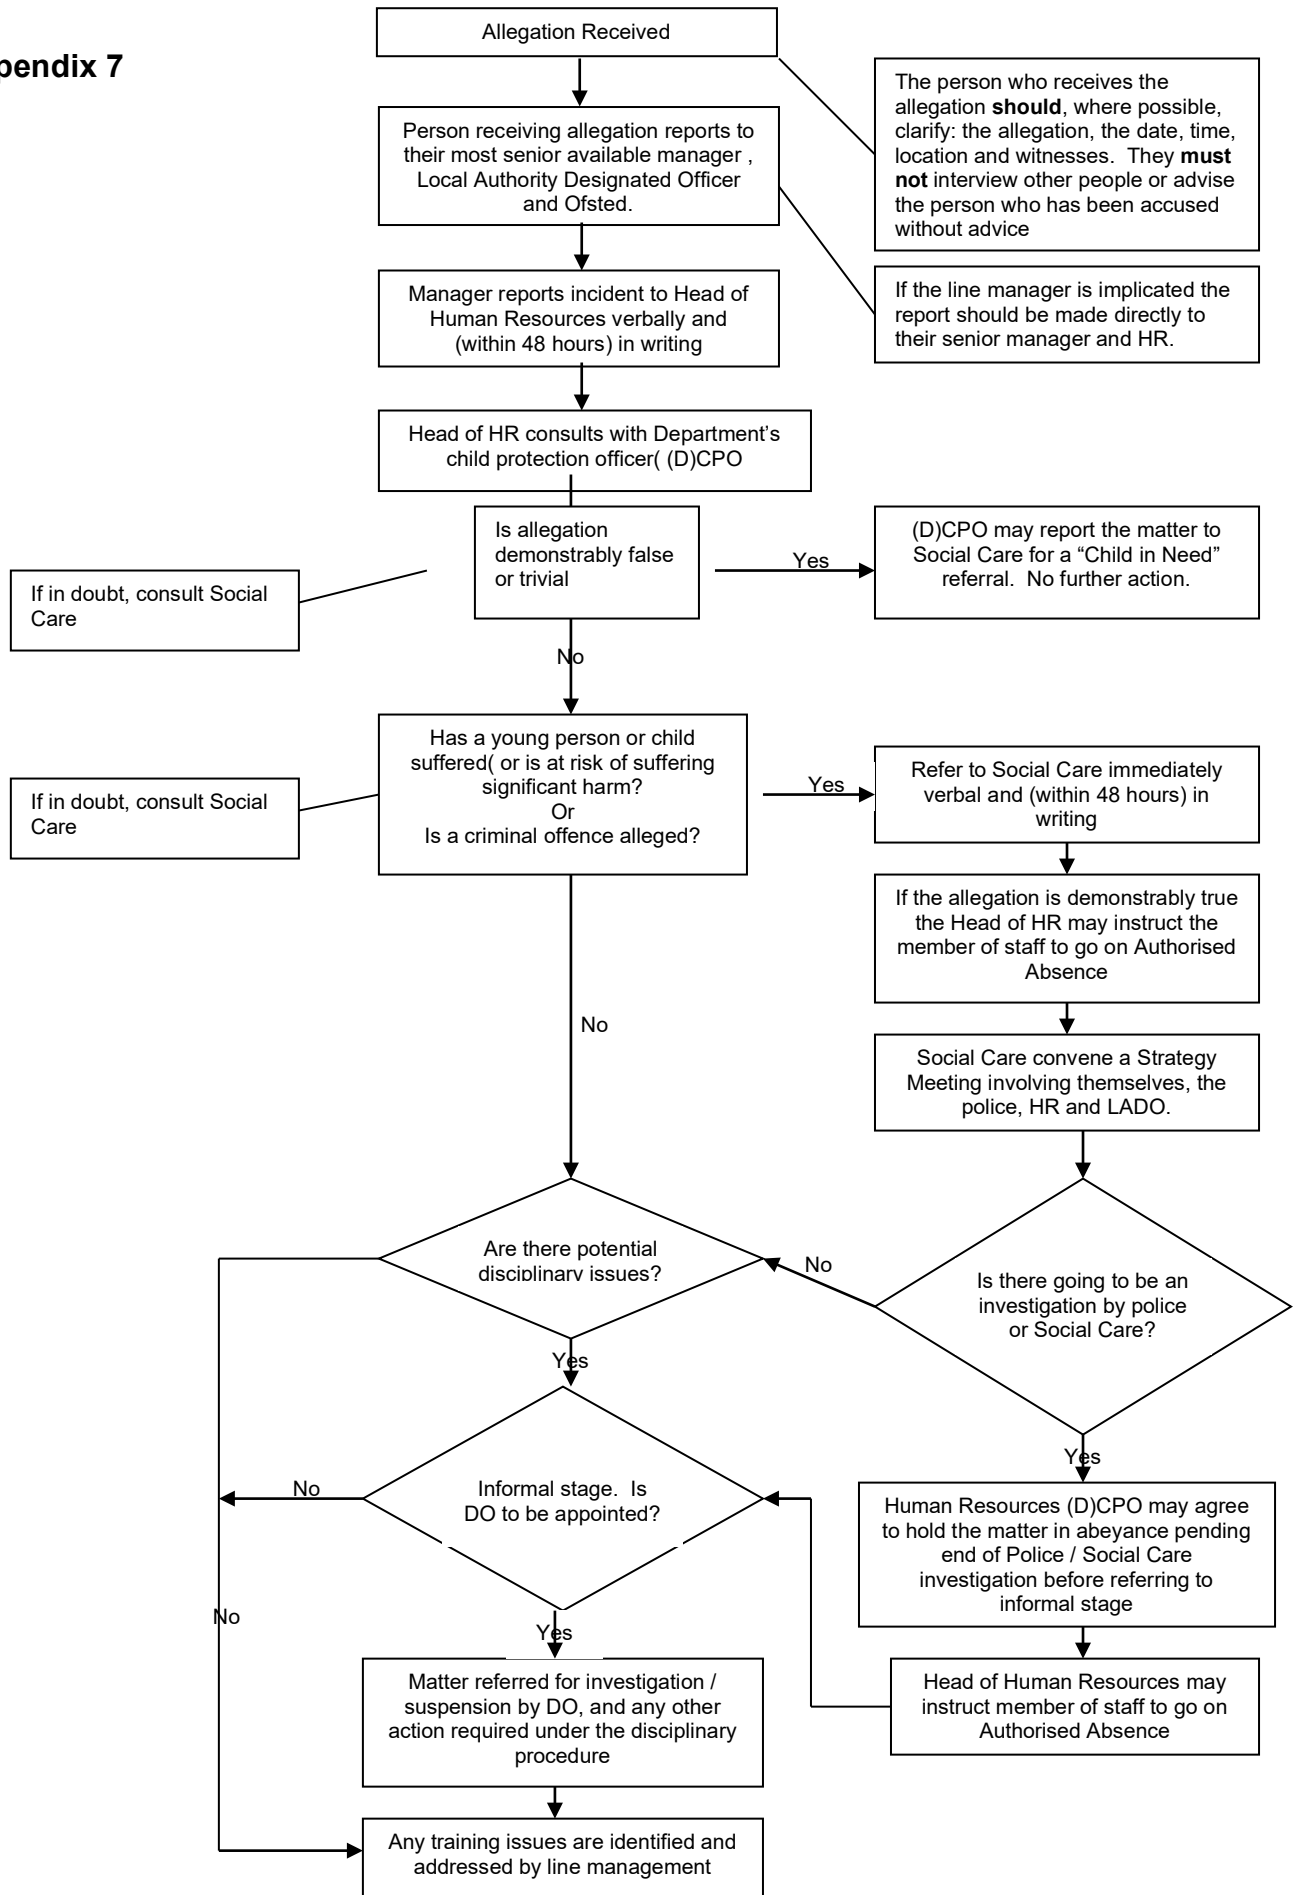 pendix 7
Allegation Received
The person who receives the
allegation should, where possible,
clarify: the allegation, the date, time,
location and witnesses.  They must
not interview other people or advise
the person who has been accused
without advice
Person receiving allegation reports to
their most senior available manager ,
Local Authority Designated Officer
and Ofsted.
If the line manager is implicated the
report should be made directly to
their senior manager and HR.
Manager reports incident to Head of
Human Resources verbally and
(within 48 hours) in writing
Head of HR consults with Department’s
child protection officer( (D)CPO
Is allegation
demonstrably false
or trivial
Yes
(D)CPO may report the matter to
Social Care for a “Child in Need”
referral.  No further action.
If in doubt, consult Social
Care
No
Has a young person or child
suffered( or is at risk of suffering
significant harm?
Or
Is a criminal offence alleged?
Yes
Refer to Social Care immediately
verbal and (within 48 hours) in
writing
If in doubt, consult Social
Care
If the allegation is demonstrably true
the Head of HR may instruct the
member of staff to go on Authorised
Absence
No
Social Care convene a Strategy
Meeting involving themselves, the
police, HR and LADO.
Are there potential
disciplinary issues?
No
Is there going to be an
investigation by police
or Social Care?
Yes
Yes
Informal stage.  Is
DO to be appointed?
No
Human Resources (D)CPO may agree
to hold the matter in abeyance pending
end of Police / Social Care
investigation before referring to
informal stage
No
Yes
Matter referred for investigation /
suspension by DO, and any other
action required under the disciplinary
procedure
Head of Human Resources may
instruct member of staff to go on
Authorised Absence
Any training issues are identified and
addressed by line management